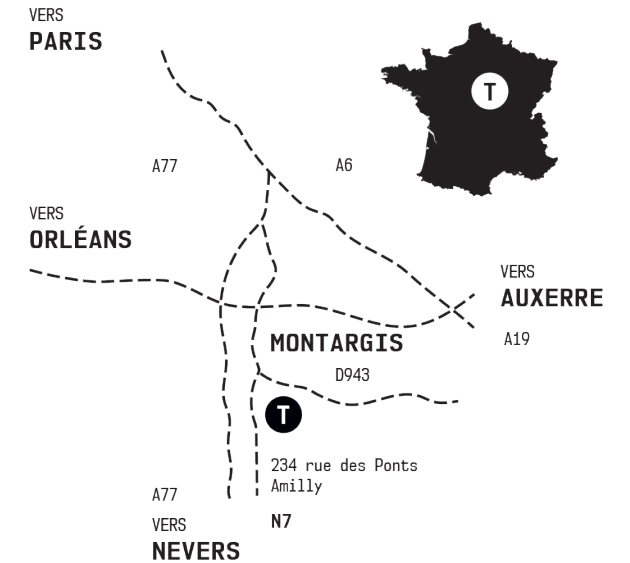 VERS
PARIS
T
A77
A6
VERS
ORLÉANS
VERS
AUXERRE
A19
MONTARGIS
D943
T
234 rue des Ponts
Amilly
A77
N7
VERS
NEVERS